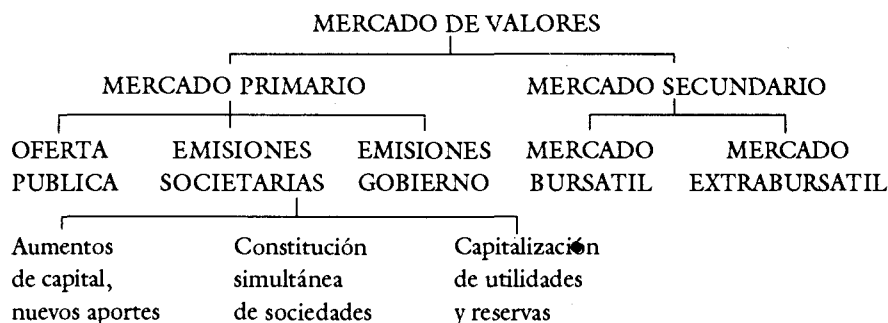 MERCADO DE VALORES
MERCADO PRIMARIO MERCADO SECUNDARIO
OFERTA EMISIONES EMISIONES MERCADO MERCADO
PUBLICA SOCIETARIAS GOBIERNO BURSATIL EXTRABURSATIL
Aumentos Constitución Capitalización
de capital, simultánea de utilidades
nuevos aportes de sociedades y reservas